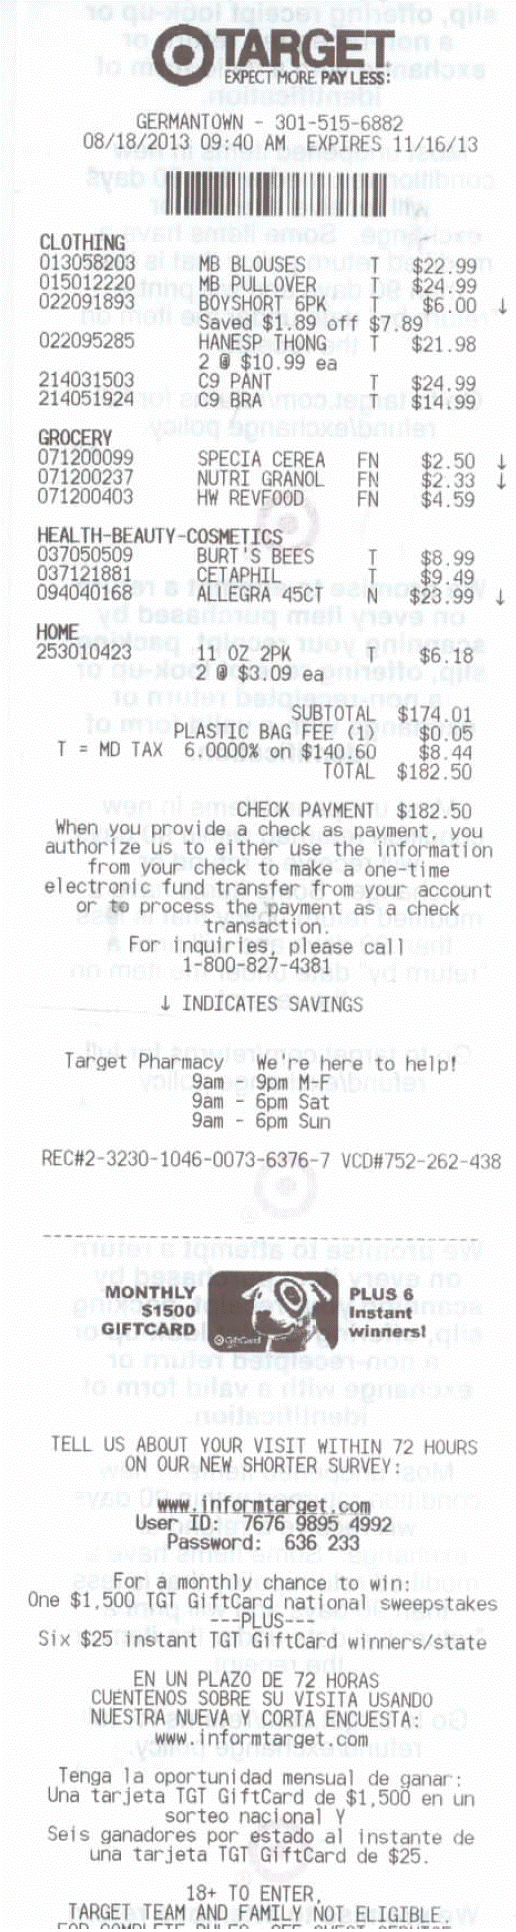 TARGET
EXPECT MORE. PAY LESS.
GERMANTOWN - 301-515-6882
08/18/2013 09:40 AM EXPIRES 11/16/13
CLOTHING
013058203 MB BLOUSES T $22.99
015012220 MB PULLOVER T $24.99
022091893 BOYSHORT 6PK T $6.00 ↓
Saved $1.89 off $7.89
022095285 HANESP THONG T $21.98
2 @ $10.99 ea
214031503 C9 PANT T $24.99
214051924 C9 BRA T $14.99
GROCERY
071200099 SPECIA CEREA FN $2.50 ↓
071200237 NUTRI GRANOL FN $2.33 ↓
071200403 HW REVFOOD FN $4.59
HEALTH-BEAUTY-COSMETICS
037050509 BURT'S BEES T $8.99
037121881 CETAPHIL T $9.49
094040168 ALLEGRA 45CT N $23.99 ↓
HOME
253010423 11 OZ 2PK T $6.18
2 @ $3.09 ea
SUBTOTAL $174.01
PLASTIC BAG FEE (1) $0.05
T = MD TAX 6.0000% on $140.60 $8.44
TOTAL $182.50
CHECK PAYMENT $182.50
When you provide a check as payment, you
authorize us to either use the information
from your check to make a one-time
electronic fund transfer from your account
or to process the payment as a check
transaction.
For inquiries, please call
1-800-827-4381
↓ INDICATES SAVINGS
Target Pharmacy We're here to help!
9am - 9pm M-F
9am - 6pm Sat
9am - 6pm Sun
REC#2-3230-1046-0073-6376-7 VCD#752-262-438
MONTHLY
$1500
GIFTCARD
GiftCard
PLUS 6
Instant
winners!
TELL US ABOUT YOUR VISIT WITHIN 72 HOURS
ON OUR NEW SHORTER SURVEY:
www.informtarget.com
User ID: 7676 9895 4992
Password: 636 233
For a monthly chance to win:
One $1,500 TGT GiftCard national sweepstakes
---PLUS---
Six $25 instant TGT GiftCard winners/state
EN UN PLAZO DE 72 HORAS
CUENTENOS SOBRE SU VISITA USANDO
NUESTRA NUEVA Y CORTA ENCUESTA:
www.informtarget.com
Tenga la oportunidad mensual de ganar:
Una tarjeta TGT GiftCard de $1,500 en un
sorteo nacional Y
Seis ganadores por estado al instante de
una tarjeta TGT GiftCard de $25.
18+ TO ENTER.
TARGET TEAM AND FAMILY NOT ELIGIBLE.